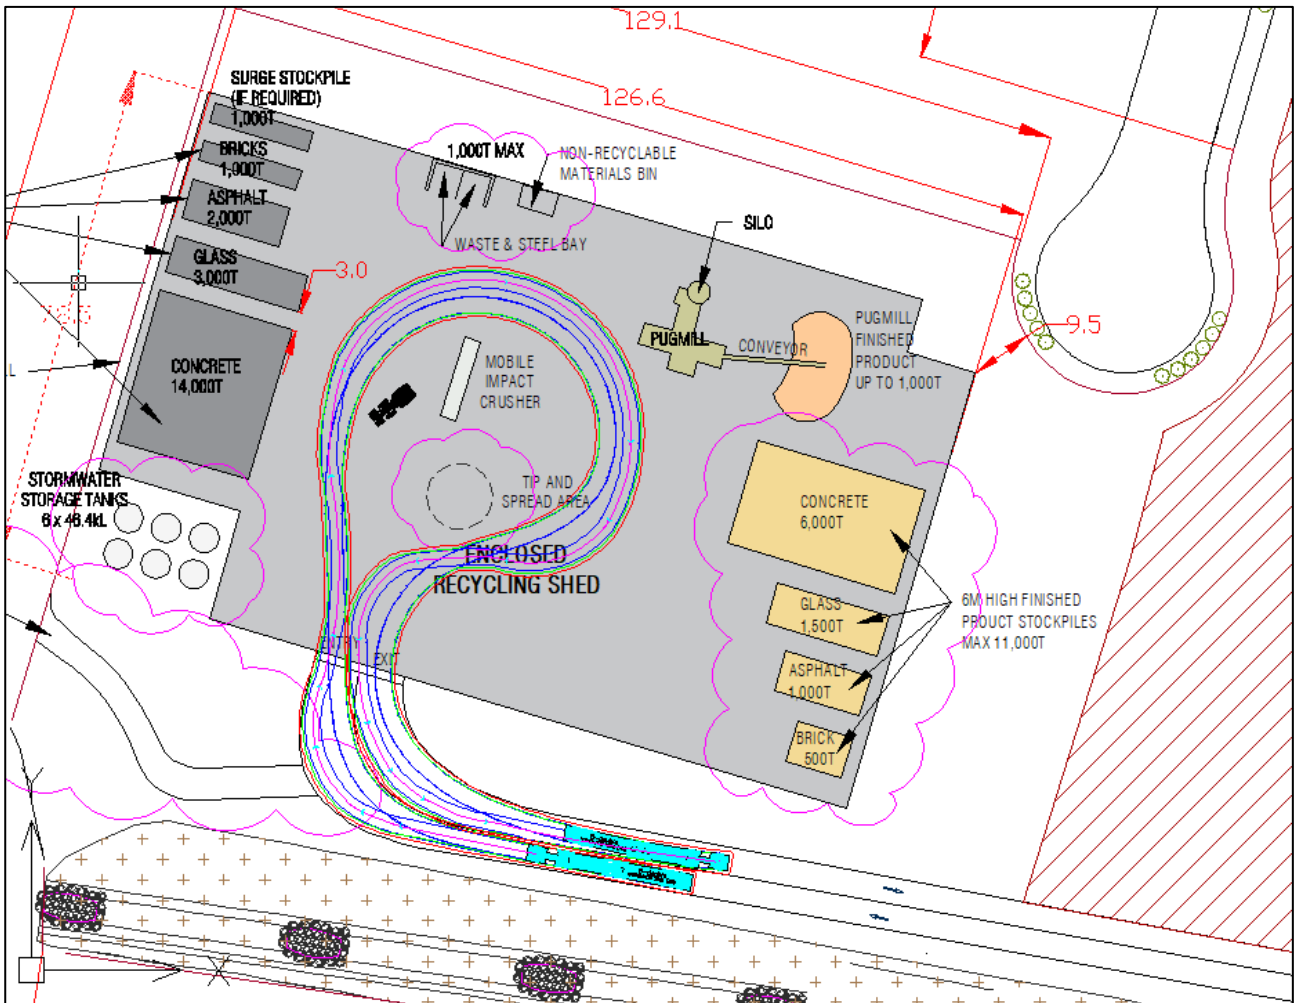 129.1
126.6
SURGE STOCKPILE
(IF REQUIRED)
1,000T
BRICKS
1,000T
ASPHALT
2,000T
GLASS
3,000T
3.0
CONCRETE
14,000T
1,000T MAX
NON-RECYCLABLE
MATERIALS BIN
WASTE & STEEL BAY
SILO
PUGMILL
CONVEYOR
PUGMILL
FINISHED
PRODUCT
UP TO 1,000T
9.5
MOBILE
IMPACT
CRUSHER
STORMWATER
STORAGE TANKS
6 x 46.4kL
TIP AND
SPREAD AREA
ENCLOSED
RECYCLING SHED
CONCRETE
6,000T
GLASS
1,500T
ASPHALT
1,000T
BRICK
500T
6M HIGH FINISHED
PROUCT STOCKPILES
MAX 11,000T
ENTRY
EXIT
Y
X